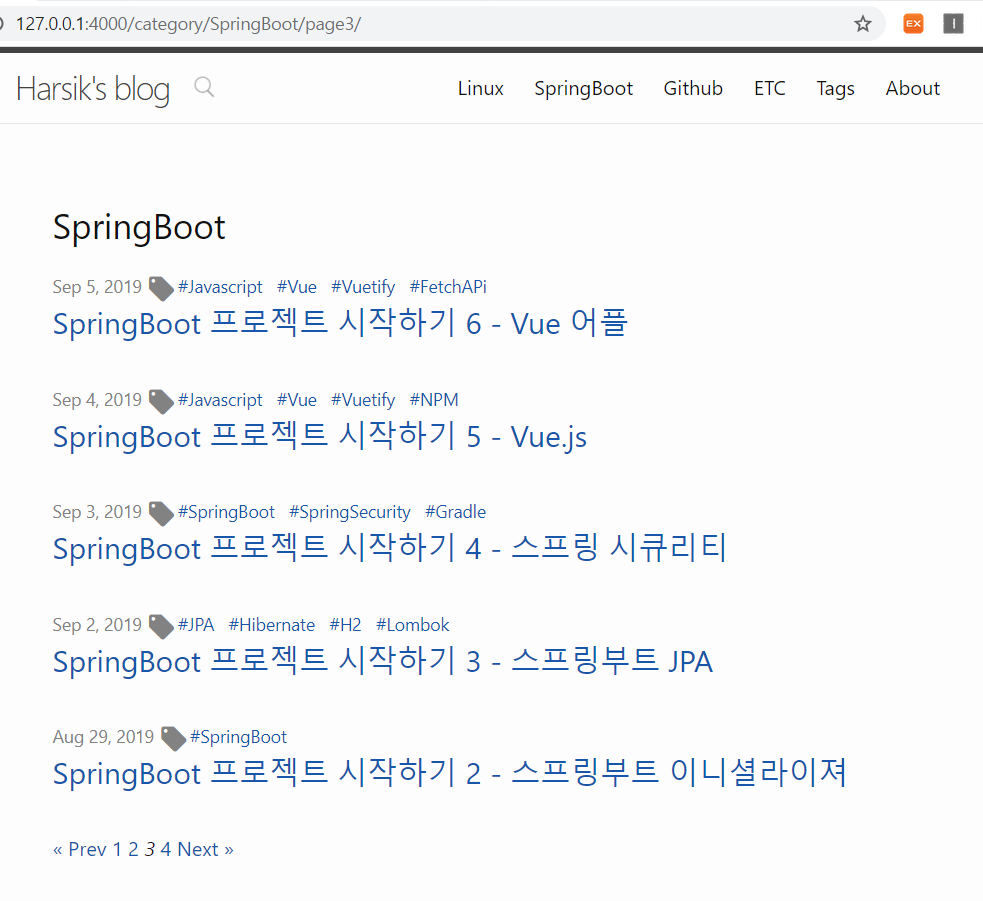 127.0.0.1:4000/category/SpringBoot/page3/
EX
I
Harsik's blog
Linux SpringBoot Github ETC Tags About
SpringBoot
Sep 5, 2019 #Javascript #Vue #Vuetify #FetchAPi
SpringBoot 프로젝트 시작하기 6 - Vue 어플
Sep 4, 2019 #Javascript #Vue #Vuetify #NPM
SpringBoot 프로젝트 시작하기 5 - Vue.js
Sep 3, 2019 #SpringBoot #SpringSecurity #Gradle
SpringBoot 프로젝트 시작하기 4 - 스프링 시큐리티
Sep 2, 2019 #JPA #Hibernate #H2 #Lombok
SpringBoot 프로젝트 시작하기 3 - 스프링부트 JPA
Aug 29, 2019 #SpringBoot
SpringBoot 프로젝트 시작하기 2 - 스프링부트 이니셜라이져
« Prev 1 2 3 4 Next »